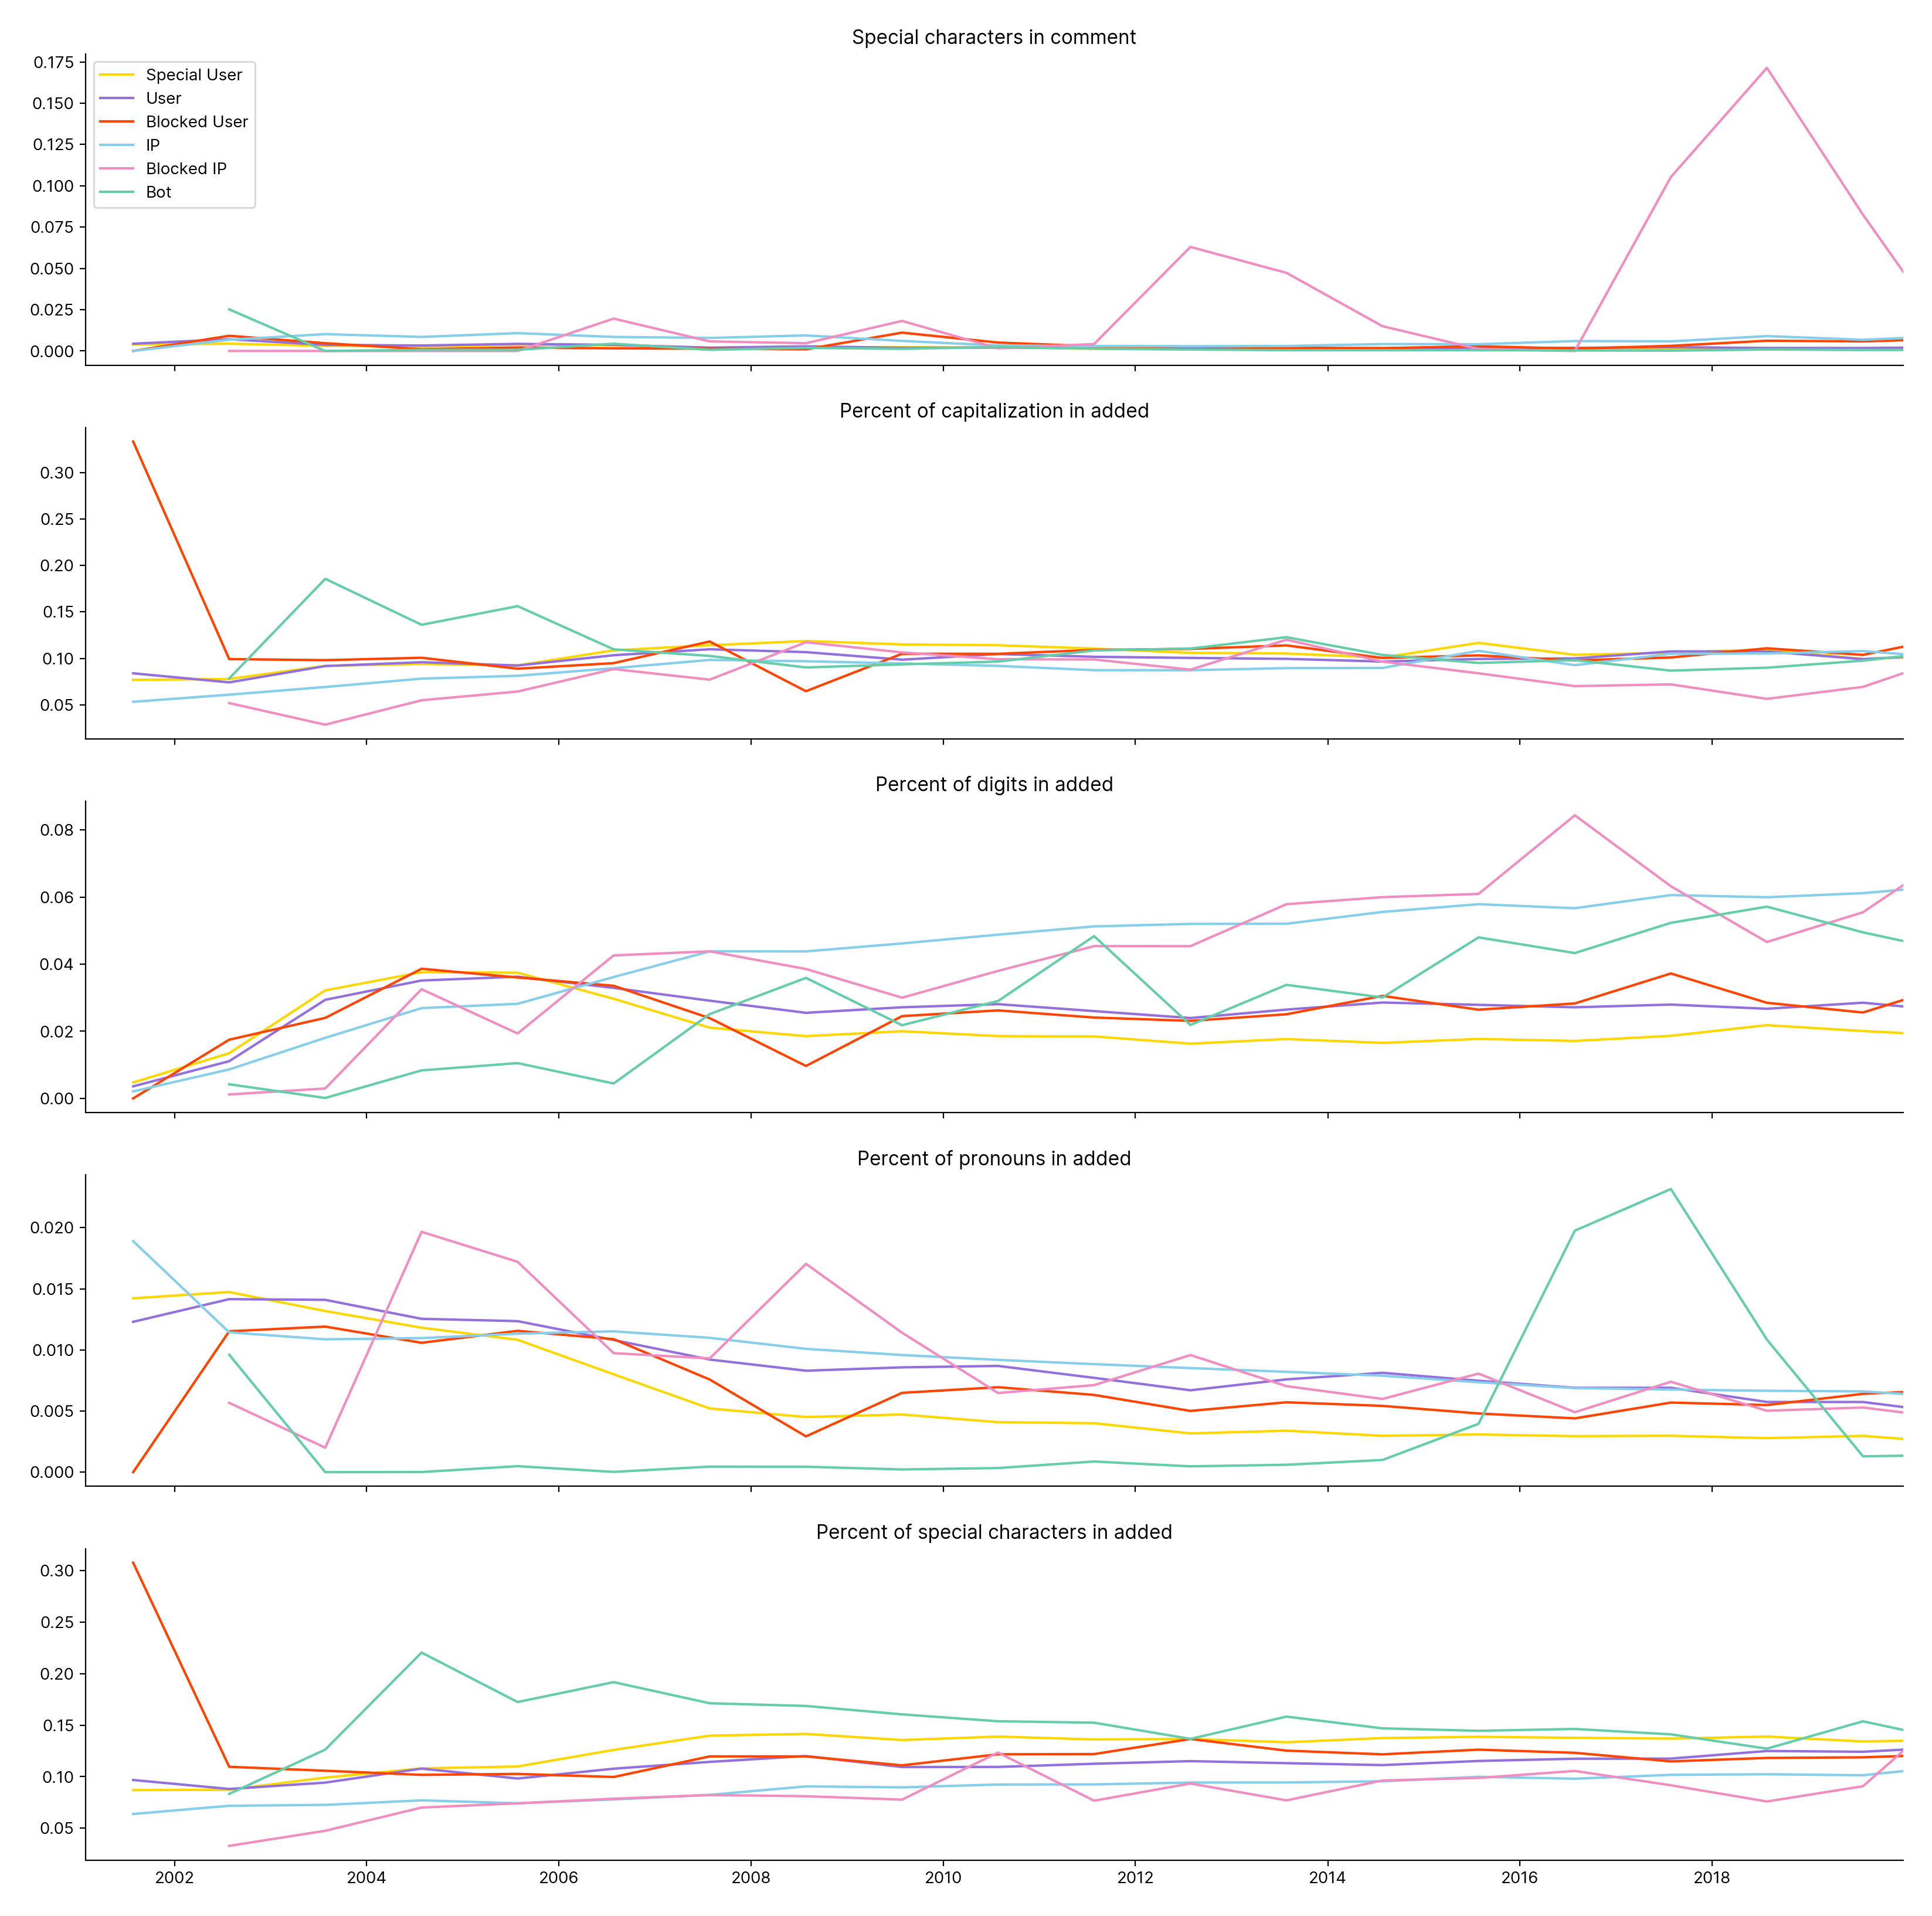 Special characters in comment
0.175
0.150
0.125
0.100
0.075
0.050
0.025
0.000
Special User
User
Blocked User
IP
Blocked IP
Bot
Percent of capitalization in added
0.30
0.25
0.20
0.15
0.10
0.05
Percent of digits in added
0.08
0.06
0.04
0.02
0.00
Percent of pronouns in added
0.020
0.015
0.010
0.005
0.000
Percent of special characters in added
0.30
0.25
0.20
0.15
0.10
0.05
2002 2004 2006 2008 2010 2012 2014 2016 2018